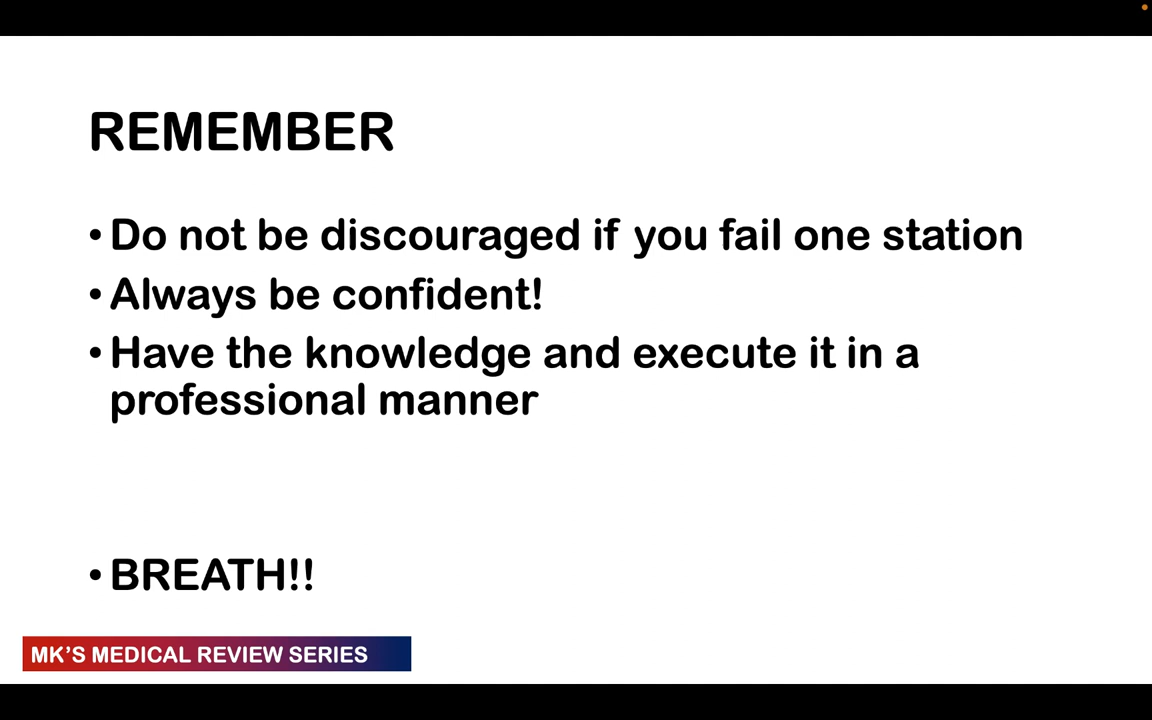 REMEMBER
• Do not be discouraged if you fail one station
• Always be confident!
• Have the knowledge and execute it in a
professional manner
• BREATH!!
MK'S MEDICAL REVIEW SERIES